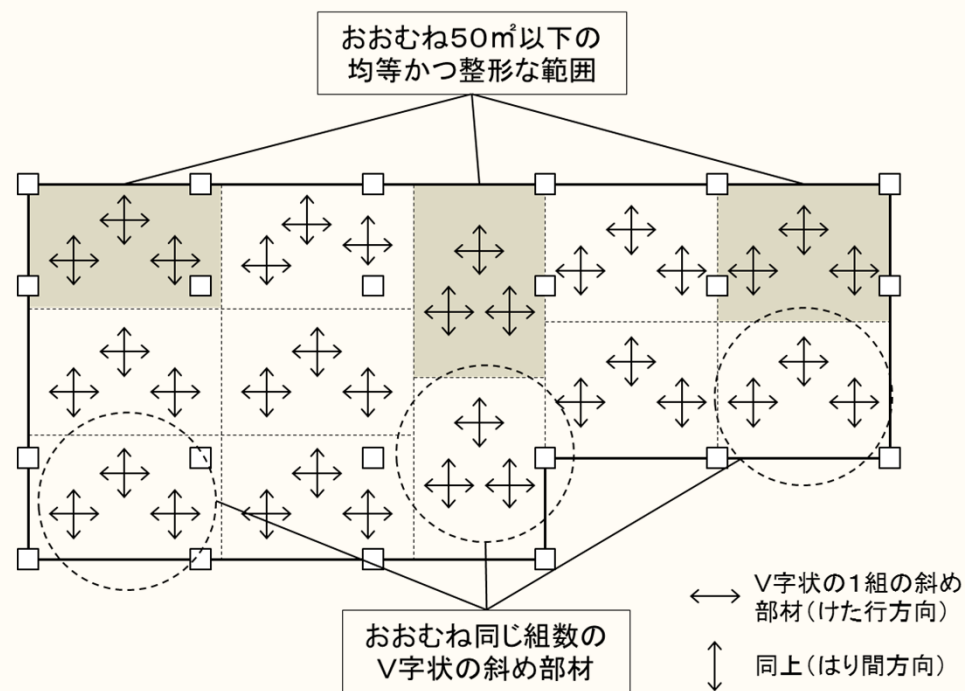 おおむね50㎡以下の
均等かつ整形な範囲
V字状の1組の斜め
部材(けた行方向)
おおむね同じ組数の
V字状の斜め部材
同上(はり間方向)